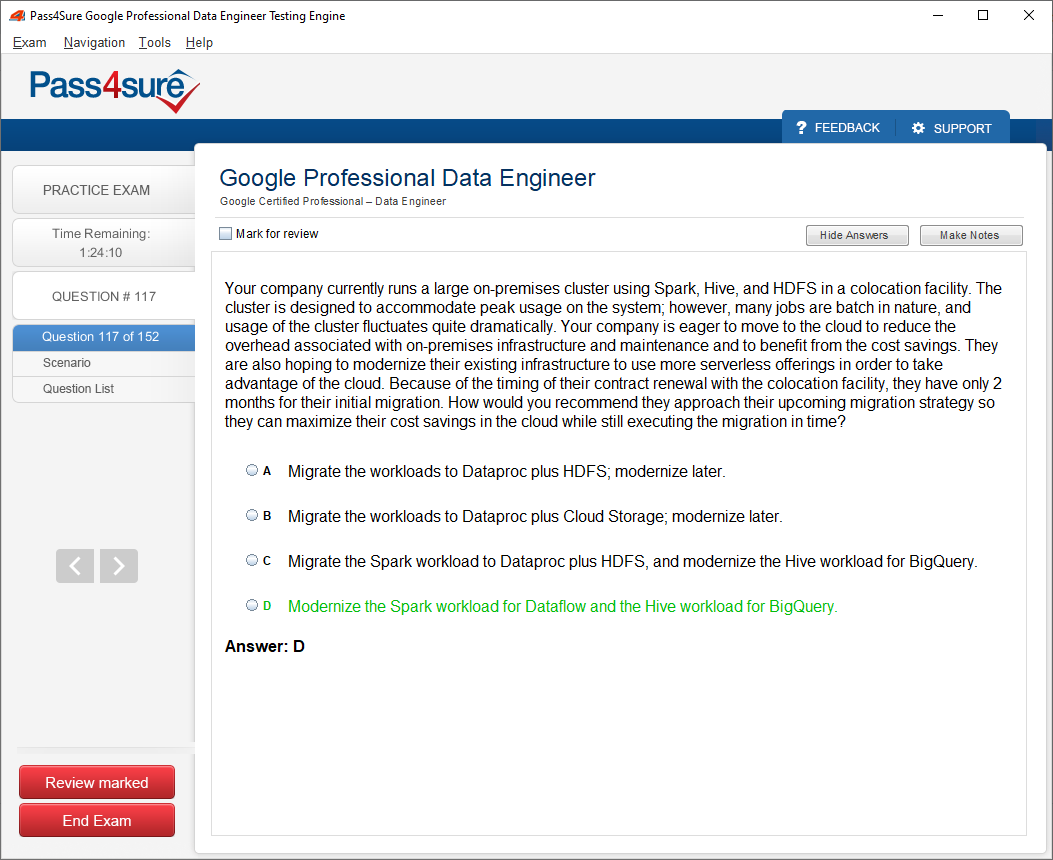 Pass4Sure Google Professional Data Engineer Testing Engine
Exam Navigation Tools Help
Pass4sure
? FEEDBACK SUPPORT
PRACTICE EXAM
Time Remaining:
1:24:10
QUESTION # 117
Question 117 of 152
Scenario
Question List
Google Professional Data Engineer
Google Certified Professional – Data Engineer
Mark for review
Hide Answers Make Notes
Your company currently runs a large on-premises cluster using Spark, Hive, and HDFS in a colocation facility. The
cluster is designed to accommodate peak usage on the system; however, many jobs are batch in nature, and
usage of the cluster fluctuates quite dramatically. Your company is eager to move to the cloud to reduce the
overhead associated with on-premises infrastructure and maintenance and to benefit from the cost savings. They
are also hoping to modernize their existing infrastructure to use more serverless offerings in order to take
advantage of the cloud. Because of the timing of their contract renewal with the colocation facility, they have only 2
months for their initial migration. How would you recommend they approach their upcoming migration strategy so
they can maximize their cost savings in the cloud while still executing the migration in time?
A Migrate the workloads to Dataproc plus HDFS; modernize later.
B Migrate the workloads to Dataproc plus Cloud Storage; modernize later.
C Migrate the Spark workload to Dataproc plus HDFS, and modernize the Hive workload for BigQuery.
D Modernize the Spark workload for Dataflow and the Hive workload for BigQuery.
Answer: D
Review marked
End Exam